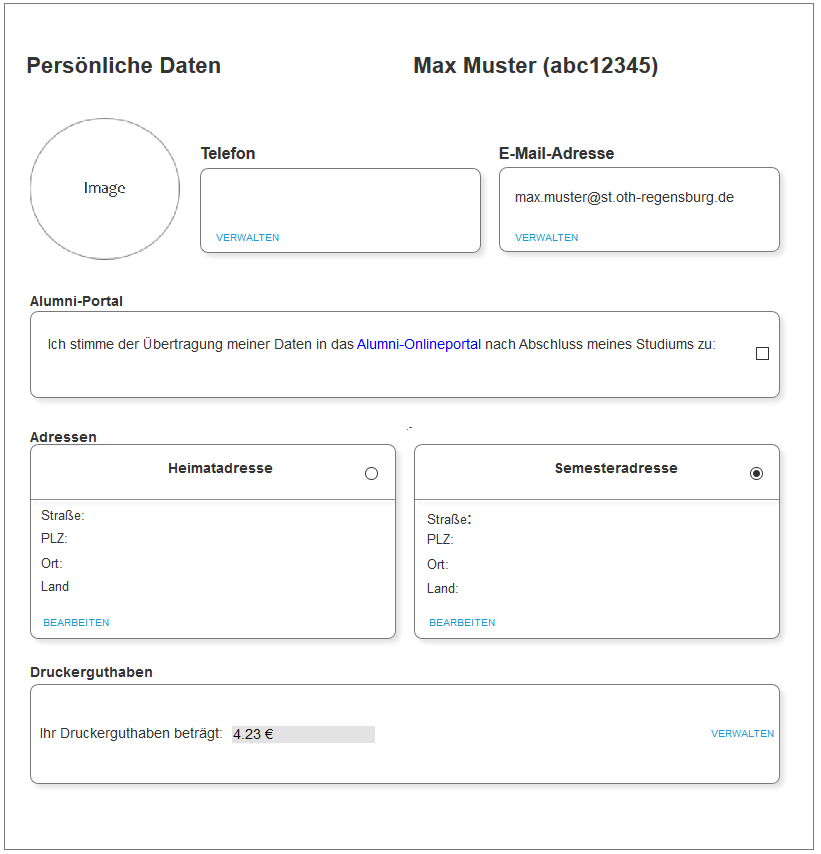 Persönliche Daten
Max Muster (abc12345)
Image
Telefon
VERWALTEN
E-Mail-Adresse
max.muster@st.oth-regensburg.de
VERWALTEN
Alumni-Portal
Ich stimme der Übertragung meiner Daten in das Alumni-Onlineportal nach Abschluss meines Studiums zu:
Adressen
Heimatadresse
Straße:
PLZ:
Ort:
Land
BEARBEITEN
Semesteradresse
Straße:
PLZ:
Ort:
Land:
BEARBEITEN
Druckerguthaben
Ihr Druckerguthaben beträgt: 4.23 €
VERWALTEN